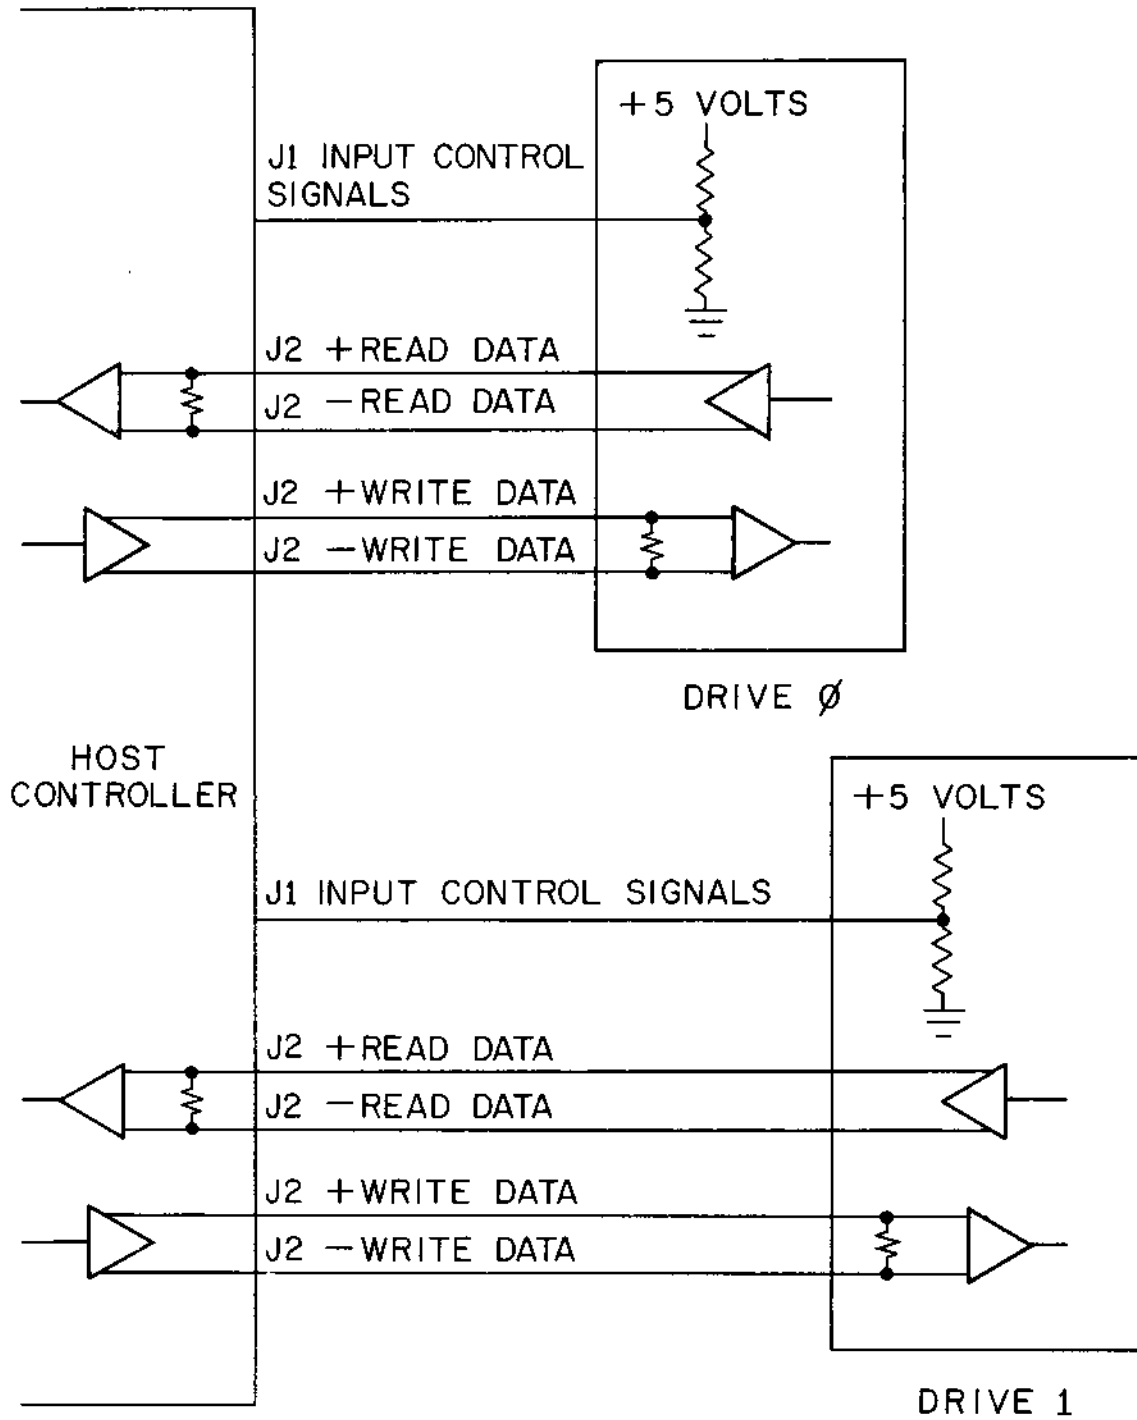 +5 VOLTS
J1 INPUT CONTROL
SIGNALS
J2 +READ DATA
J2 −READ DATA
J2 +WRITE DATA
J2 −WRITE DATA
DRIVE Ø
HOST
CONTROLLER
+5 VOLTS
J1 INPUT CONTROL SIGNALS
J2 +READ DATA
J2 −READ DATA
J2 +WRITE DATA
J2 −WRITE DATA
DRIVE 1